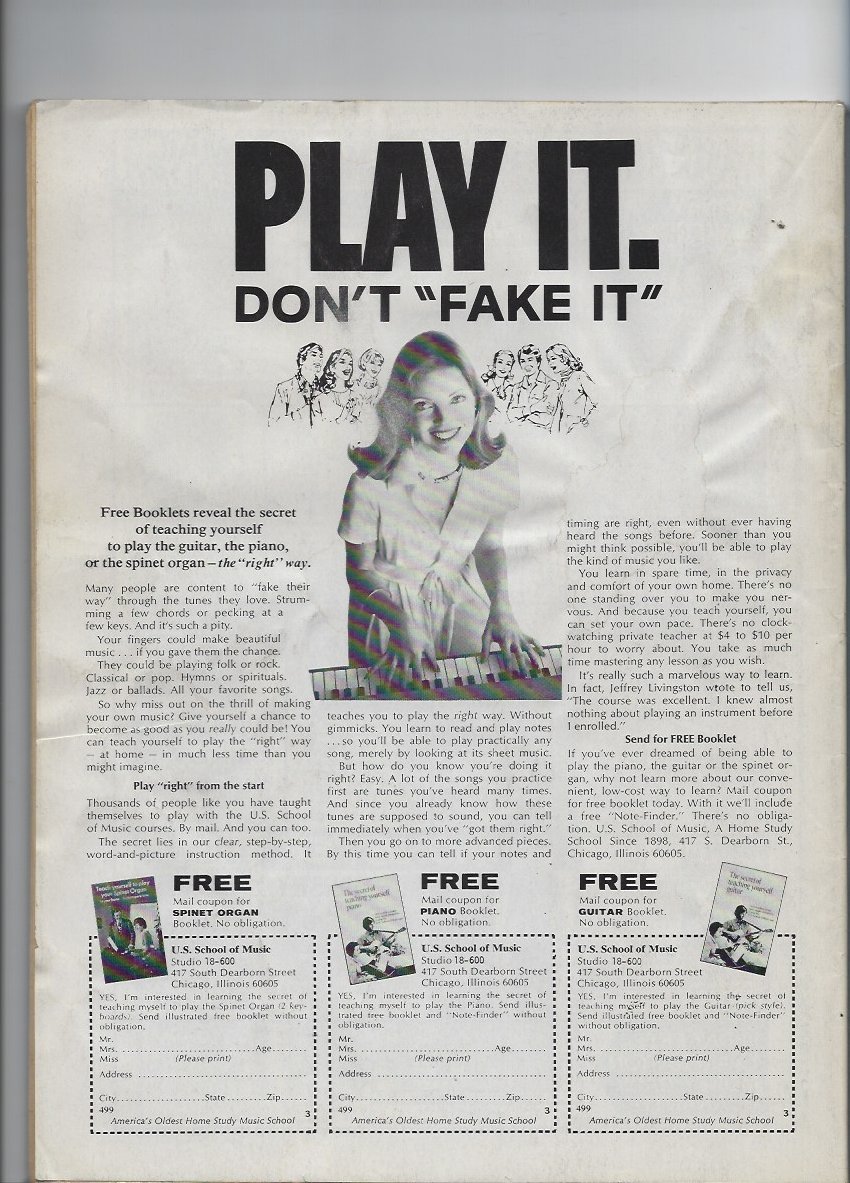 PLAY IT.
DON'T "FAKE IT"
Free Booklets reveal the secret
of teaching yourself
to play the guitar, the piano,
or the spinet organ – the "right" way.
Many people are content to "fake their
way" through the tunes they love. Strum-
ming a few chords or pecking at a
few keys. And it's such a pity.
Your fingers could make beautiful
music . . . if you gave them the chance.
They could be playing folk or rock.
Classical or pop. Hymns or spirituals.
Jazz or ballads. All your favorite songs.
So why miss out on the thrill of making
your own music? Give yourself a chance to
become as good as you really could be! You
can teach yourself to play the "right" way
— at home — in much less time than you
might imagine.
Play "right" from the start
Thousands of people like you have taught
themselves to play with the U.S. School
of Music courses. By mail. And you can too.
The secret lies in our clear, step-by-step,
word-and-picture instruction method. It
teaches you to play the right way. Without
gimmicks. You learn to read and play notes
. . . so you'll be able to play practically any
song, merely by looking at its sheet music.
But how do you know you're doing it
right? Easy. A lot of the songs you practice
first are tunes you've heard many times.
And since you already know how these
tunes are supposed to sound, you can tell
immediately when you've "got them right."
Then you go on to more advanced pieces.
By this time you can tell if your notes and
timing are right, even without ever having
heard the songs before. Sooner than you
might think possible, you'll be able to play
the kind of music you like.
You learn in spare time, in the privacy
and comfort of your own home. There's no
one standing over you to make you ner-
vous. And because you teach yourself, you
can set your own pace. There's no clock-
watching private teacher at $4 to $10 per
hour to worry about. You take as much
time mastering any lesson as you wish.
It's really such a marvelous way to learn.
In fact, Jeffrey Livingston wrote to tell us,
"The course was excellent. I knew almost
nothing about playing an instrument before
I enrolled."
Send for FREE Booklet
If you've ever dreamed of being able to
play the piano, the guitar or the spinet or-
gan, why not learn more about our conve-
nient, low-cost way to learn? Mail coupon
for free booklet today. With it we'll include
a free "Note-Finder." There's no obliga-
tion. U.S. School of Music, A Home Study
School Since 1898, 417 S. Dearborn St.,
Chicago, Illinois 60605.
Teach yourself to play
your Spinet Organ
FREE
Mail coupon for
SPINET ORGAN
Booklet. No obligation.
U.S. School of Music
Studio 18-600
417 South Dearborn Street
Chicago, Illinois 60605
YES, I'm interested in learning the secret of
teaching myself to play the Spinet Organ (2 key-
boards). Send illustrated free booklet without
obligation.
Mr.
Mrs. Age
Miss (Please print)
Address
City State Zip
499 3
America's Oldest Home Study Music School
The secret of
teaching yourself
piano
FREE
Mail coupon for
PIANO Booklet.
No obligation.
U.S. School of Music
Studio 18-600
417 South Dearborn Street
Chicago, Illinois 60605
YES, I'm interested in learning the secret of
teaching myself to play the Piano. Send illus-
trated free booklet and "Note-Finder" without
obligation.
Mr.
Mrs. Age
Miss (Please print)
Address
City State Zip
499 3
America's Oldest Home Study Music School
FREE
Mail coupon for
GUITAR Booklet.
No obligation.
The secret of
teaching yourself
guitar
U.S. School of Music
Studio 18-600
417 South Dearborn Street
Chicago, Illinois 60605
YES, I'm interested in learning the secret of
teaching myself to play the Guitar (pick style).
Send illustrated free booklet and "Note-Finder"
without obligation.
Mr.
Mrs. Age
Miss (Please print)
Address
City State Zip
499 3
America's Oldest Home Study Music School